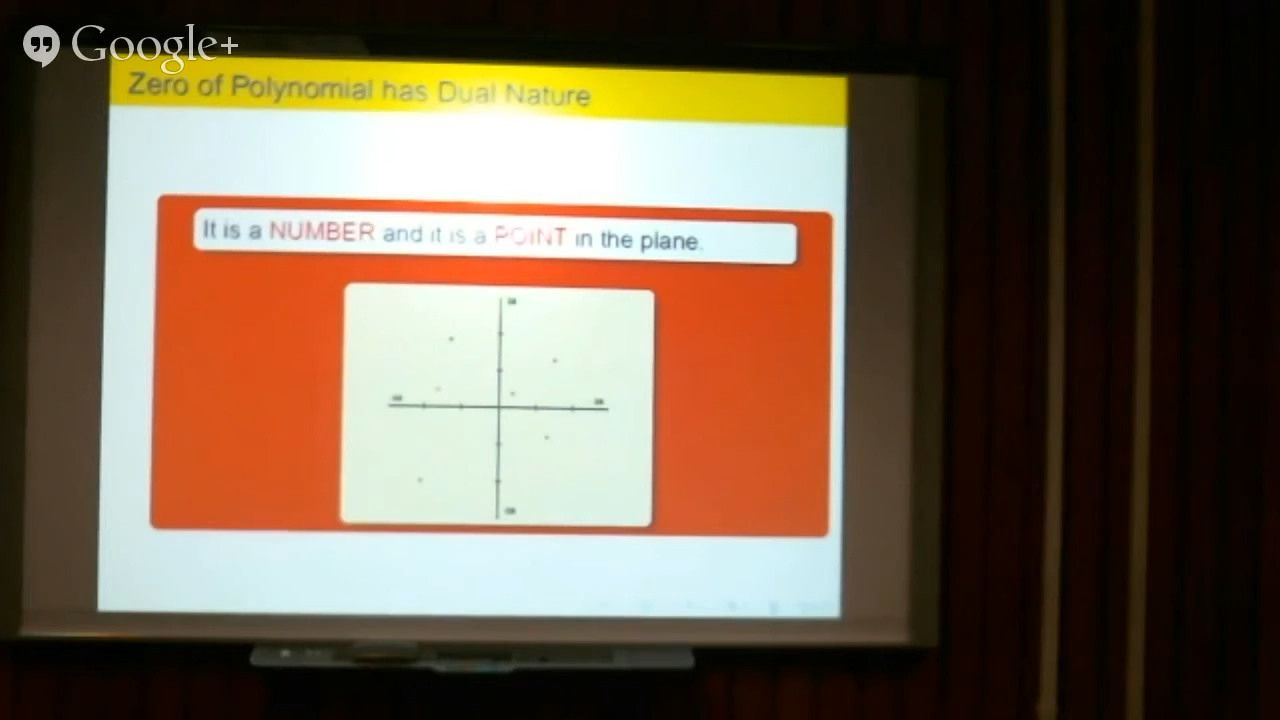 Google+
Zero of Polynomial has Dual Nature
It is a NUMBER and it is a POINT in the plane.